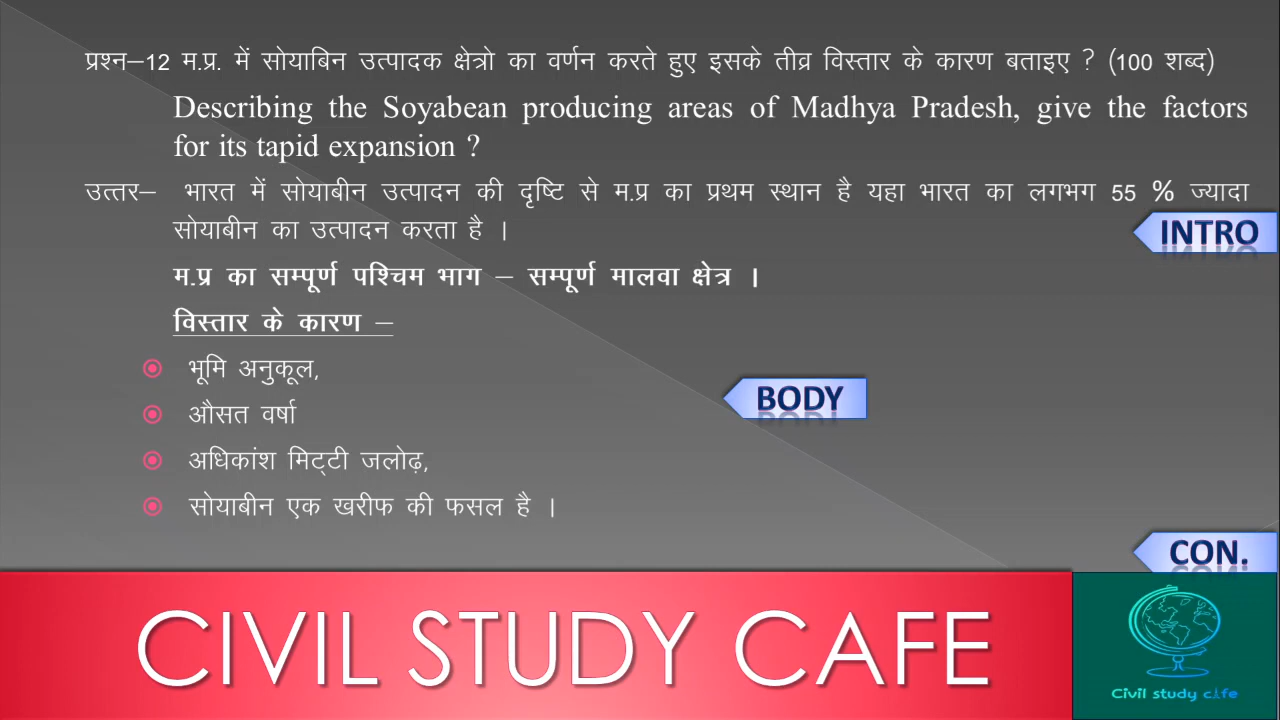 प्रश्न–12 म.प्र. में सोयाबिन उत्पादक क्षेत्रो का वर्णन करते हुए इसके तीव्र विस्तार के कारण बताइए ? (100 शब्द)
Describing the Soyabean producing areas of Madhya Pradesh, give the factors
for its tapid expansion ?
उत्तर– भारत में सोयाबीन उत्पादन की दृष्टि से म.प्र का प्रथम स्थान है यहा भारत का लगभग 55 % ज्यादा
सोयाबीन का उत्पादन करता है ।
INTRO
म.प्र का सम्पूर्ण पश्चिम भाग – सम्पूर्ण मालवा क्षेत्र ।
विस्तार के कारण –
भूमि अनुकूल,
BODY
औसत वर्षा
अधिकांश मिट्टी जलोढ़,
सोयाबीन एक खरीफ की फसल है ।
CON.
CIVIL STUDY CAFE
Civil study cafe